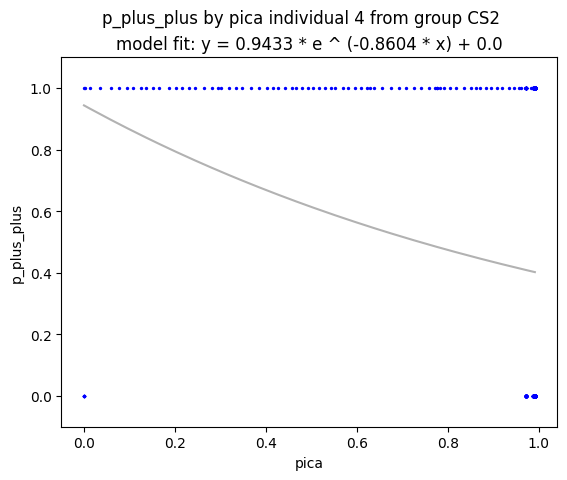 p_plus_plus by pica individual 4 from group CS2
model fit: y = 0.9433 * e ^ (-0.8604 * x) + 0.0
1.0
0.8
0.6
0.4
0.2
0.0
p_plus_plus
0.0 0.2 0.4 0.6 0.8 1.0
pica